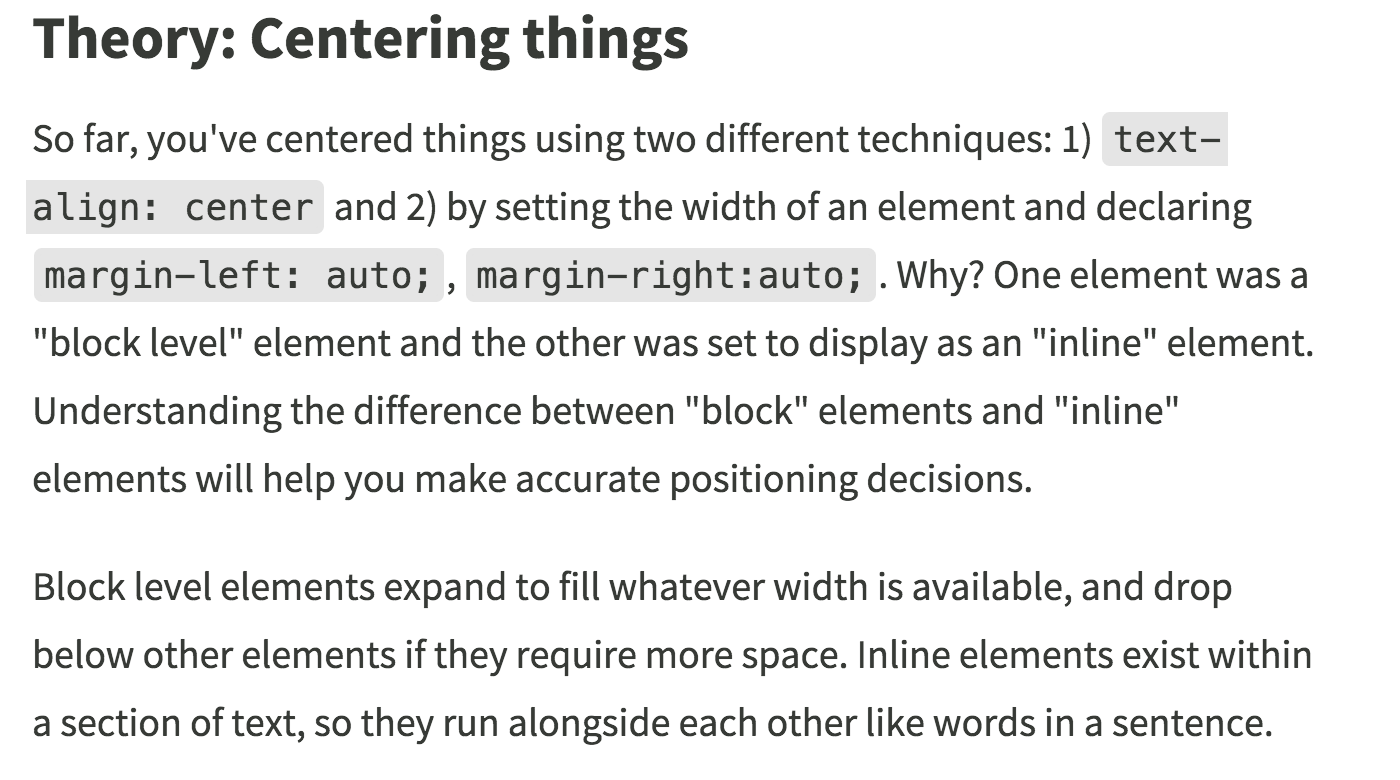 Theory: Centering things
So far, you've centered things using two different techniques: 1) text-
align: center and 2) by setting the width of an element and declaring
margin-left: auto; , margin-right:auto; . Why? One element was a
"block level" element and the other was set to display as an "inline" element.
Understanding the difference between "block" elements and "inline"
elements will help you make accurate positioning decisions.
Block level elements expand to fill whatever width is available, and drop
below other elements if they require more space. Inline elements exist within
a section of text, so they run alongside each other like words in a sentence.